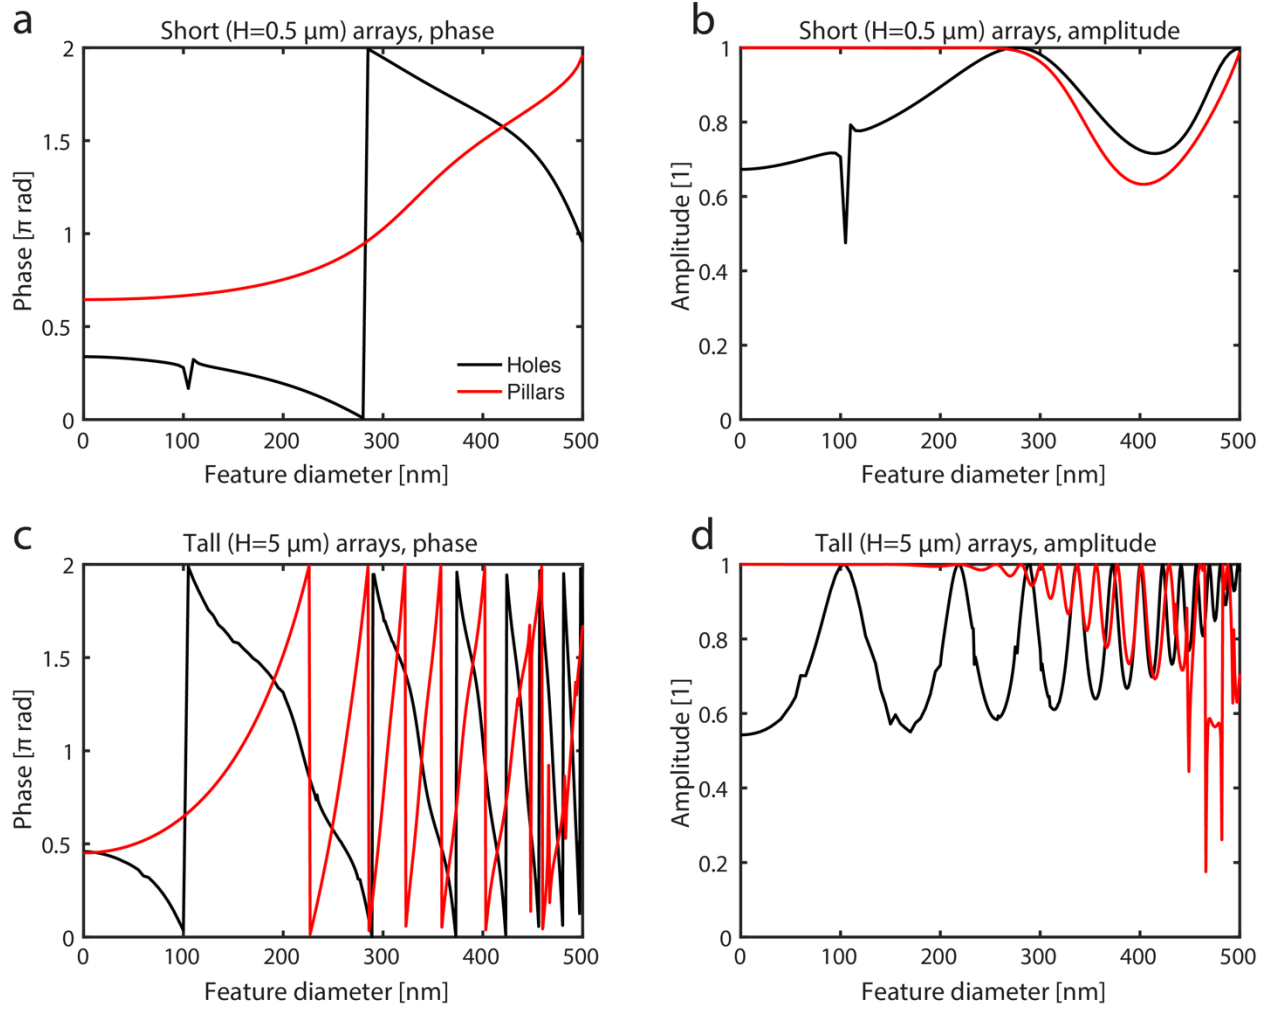 a
Short (H=0.5 μm) arrays, phase
2
1.5
1
0.5
0
Phase [π rad]
Holes
Pillars
0 100 200 300 400 500
Feature diameter [nm]
b
Short (H=0.5 μm) arrays, amplitude
1
0.8
0.6
0.4
0.2
0
Amplitude [1]
0 100 200 300 400 500
Feature diameter [nm]
c
Tall (H=5 μm) arrays, phase
2
1.5
1
0.5
0
Phase [π rad]
0 100 200 300 400 500
Feature diameter [nm]
d
Tall (H=5 μm) arrays, amplitude
1
0.8
0.6
0.4
0.2
0
Amplitude [1]
0 100 200 300 400 500
Feature diameter [nm]